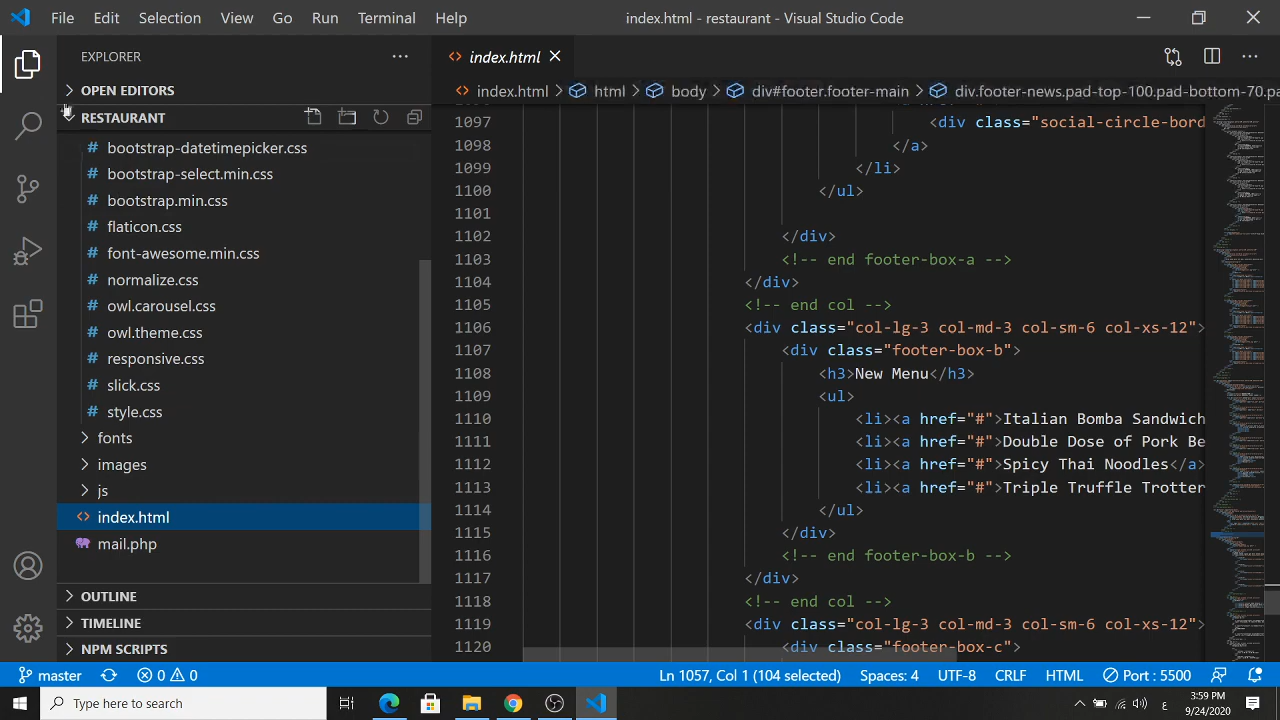 File Edit Selection View Go Run Terminal Help index.html - restaurant - Visual Studio Code
EXPLORER
index.html
OPEN EDITORS
index.html > html > body > div#footer.footer-main > div.footer-news.pad-top-100.pad-bottom-70.pa
RESTAURANT
bootstrap-datetimepicker.css
bootstrap-select.min.css
bootstrap.min.css
flaticon.css
font-awesome.min.css
normalize.css
owl.carousel.css
owl.theme.css
responsive.css
slick.css
style.css
fonts
images
js
index.html
mail.php
OUTLINE
TIMELINE
NPM SCRIPTS
1097 <div class="social-circle-bord
1098 </a>
1099 </li>
1100 </ul>
1101
1102 </div>
1103 <!-- end footer-box-a -->
1104 </div>
1105 <!-- end col -->
1106 <div class="col-lg-3 col-md-3 col-sm-6 col-xs-12">
1107 <div class="footer-box-b">
1108 <h3>New Menu</h3>
1109 <ul>
1110 <li><a href="#">Italian Bomba Sandwich
1111 <li><a href="#">Double Dose of Pork Be
1112 <li><a href="#">Spicy Thai Noodles</a>
1113 <li><a href="#">Triple Truffle Trotter
1114 </ul>
1115 </div>
1116 <!-- end footer-box-b -->
1117 </div>
1118 <!-- end col -->
1119 <div class="col-lg-3 col-md-3 col-sm-6 col-xs-12">
1120 <div class="footer-box-c">
master 0 0 Ln 1057, Col 1 (104 selected) Spaces: 4 UTF-8 CRLF HTML Port : 5500
Type here to search
3:59 PM
9/24/2020